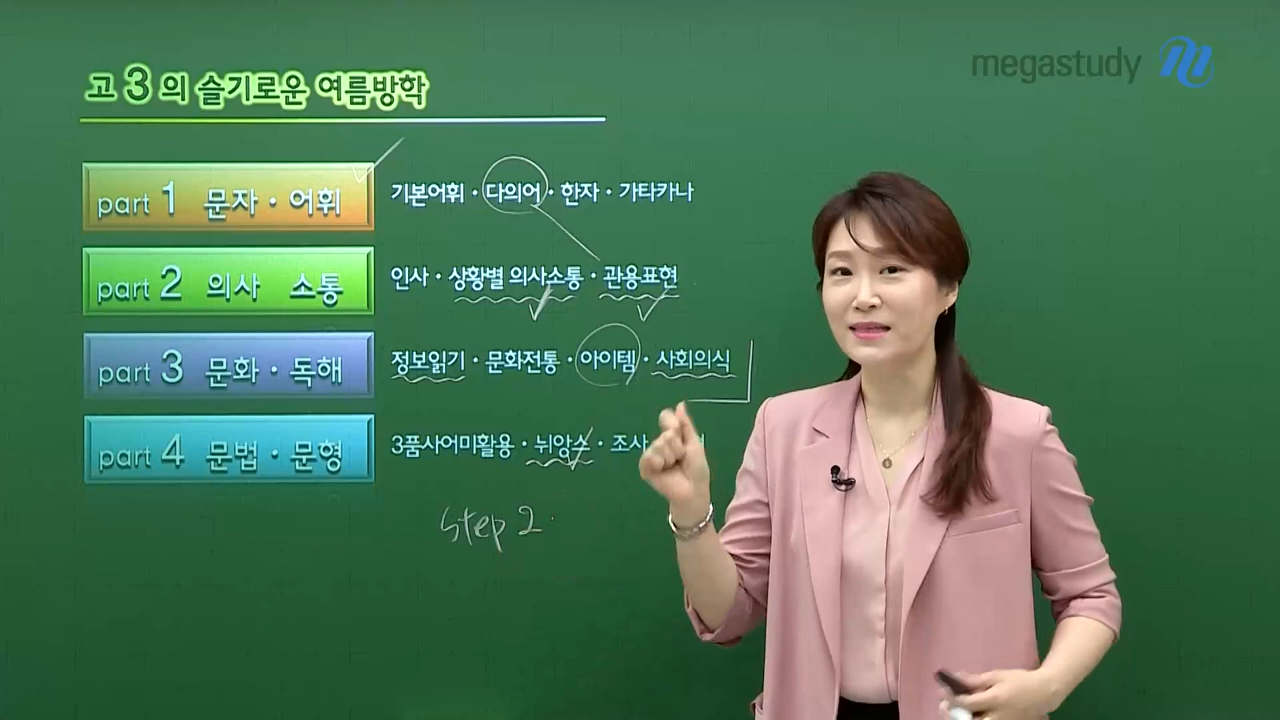 megastudy
고3의 슬기로운 여름방학
part 1 문자·어휘
기본어휘·다의어·한자·가타카나
part 2 의사 소통
인사·상황별 의사소통·관용표현
part 3 문화·독해
정보읽기·문화전통·아이템·사회의식
part 4 문법·문형
3품사어미활용·뉘앙스·조사
step 2